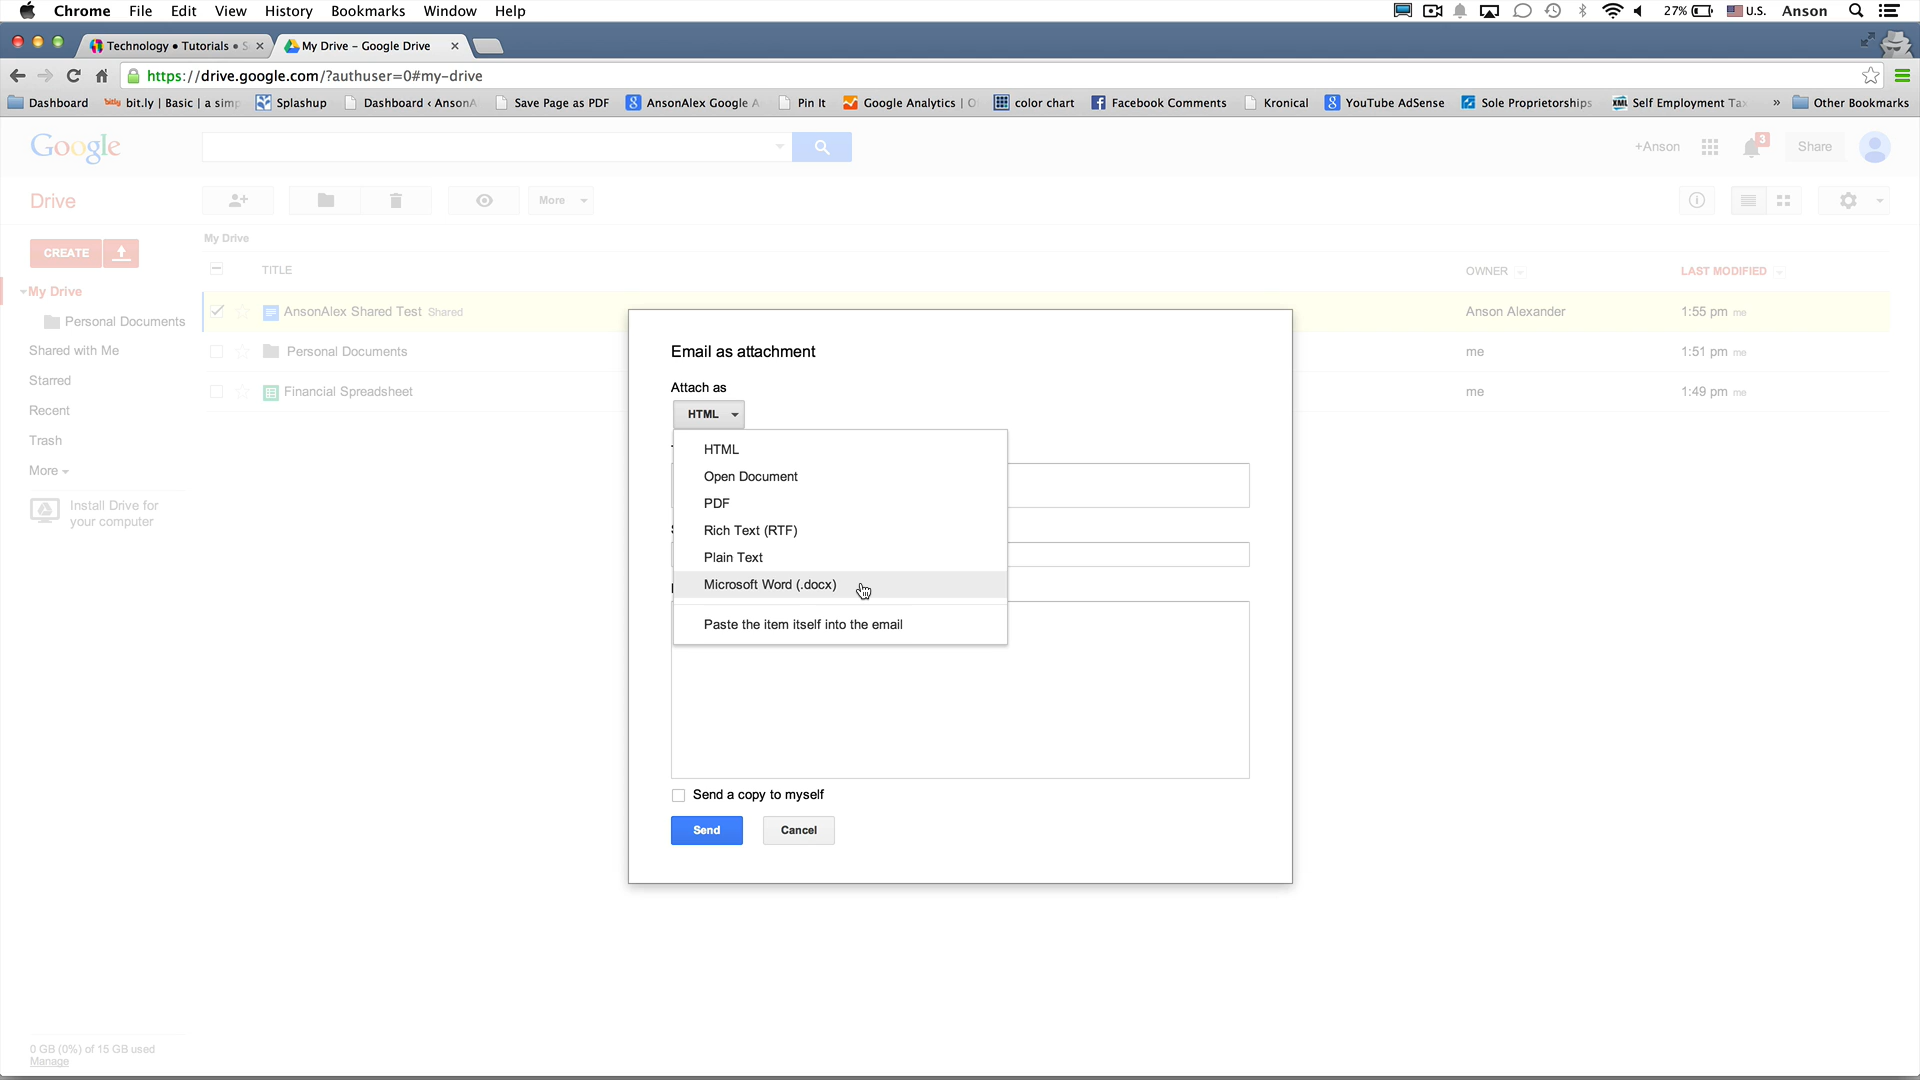 Chrome File Edit View History Bookmarks Window Help 27% U.S. Anson
Technology • Tutorials • My Drive – Google Drive
https://drive.google.com/?authuser=0#my-drive
Dashboard bitly bit.ly | Basic | a simp Splashup Dashboard ‹ AnsonA Save Page as PDF AnsonAlex Google A Pin It Google Analytics | O color chart Facebook Comments Kronical YouTube AdSense Sole Proprietorships XML Self Employment Tax » Other Bookmarks
Google +Anson 3 Share
Drive More
My Drive
CREATE
TITLE OWNER LAST MODIFIED
My Drive
AnsonAlex Shared Test Shared Anson Alexander 1:55 pm me
Personal Documents
Personal Documents me 1:51 pm me
Shared with Me
Starred
Financial Spreadsheet me 1:49 pm me
Recent
Trash
More
Install Drive for
your computer
Email as attachment
Attach as
HTML
HTML
Open Document
PDF
Rich Text (RTF)
Plain Text
Microsoft Word (.docx)
Paste the item itself into the email
Send a copy to myself
Send Cancel
0 GB (0%) of 15 GB used
Manage